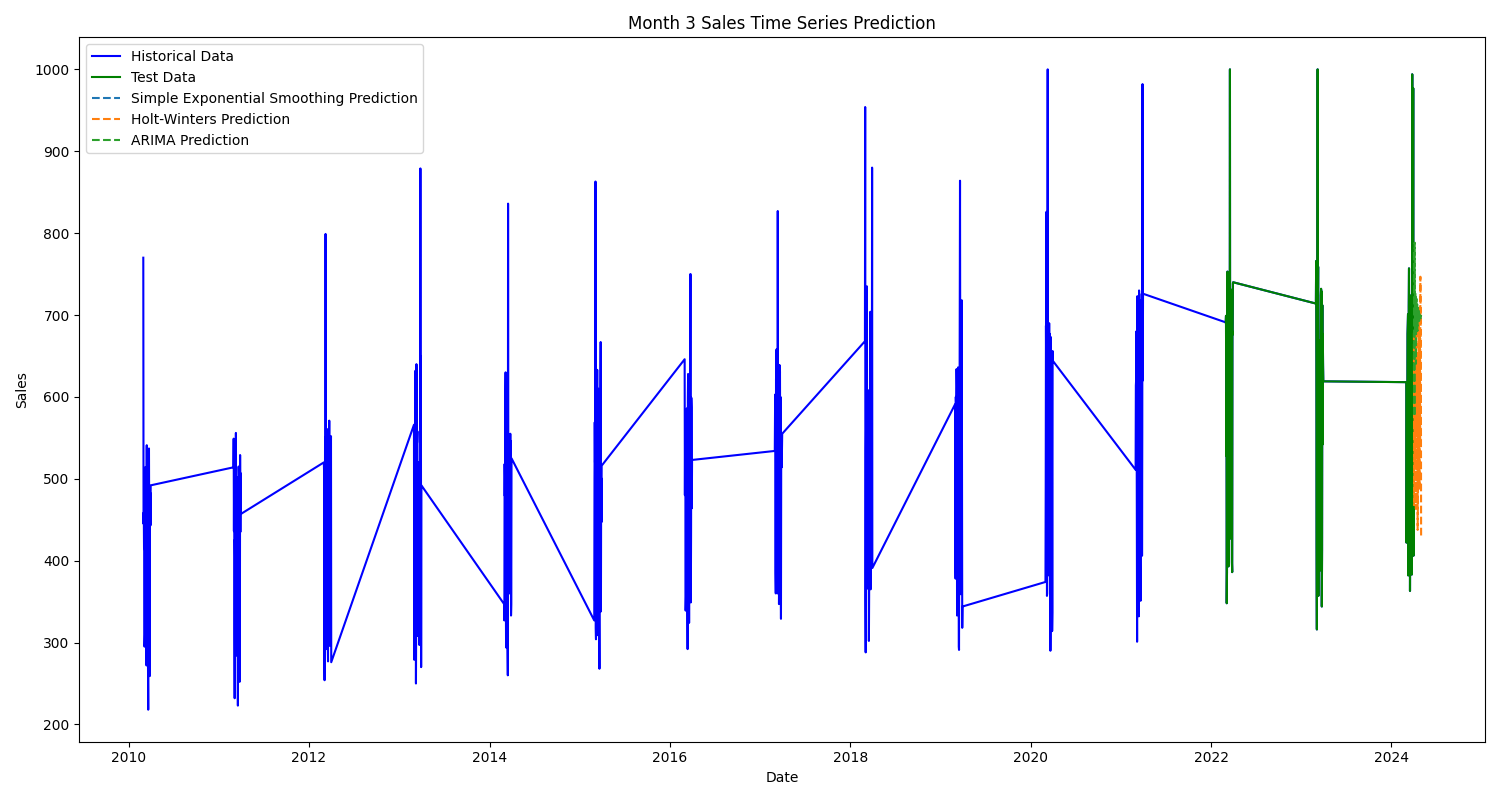 Month 3 Sales Time Series Prediction
Historical Data
Test Data
Simple Exponential Smoothing Prediction
Holt-Winters Prediction
ARIMA Prediction
1000
900
800
700
600
500
400
300
200
Sales
2010 2012 2014 2016 2018 2020 2022 2024
Date